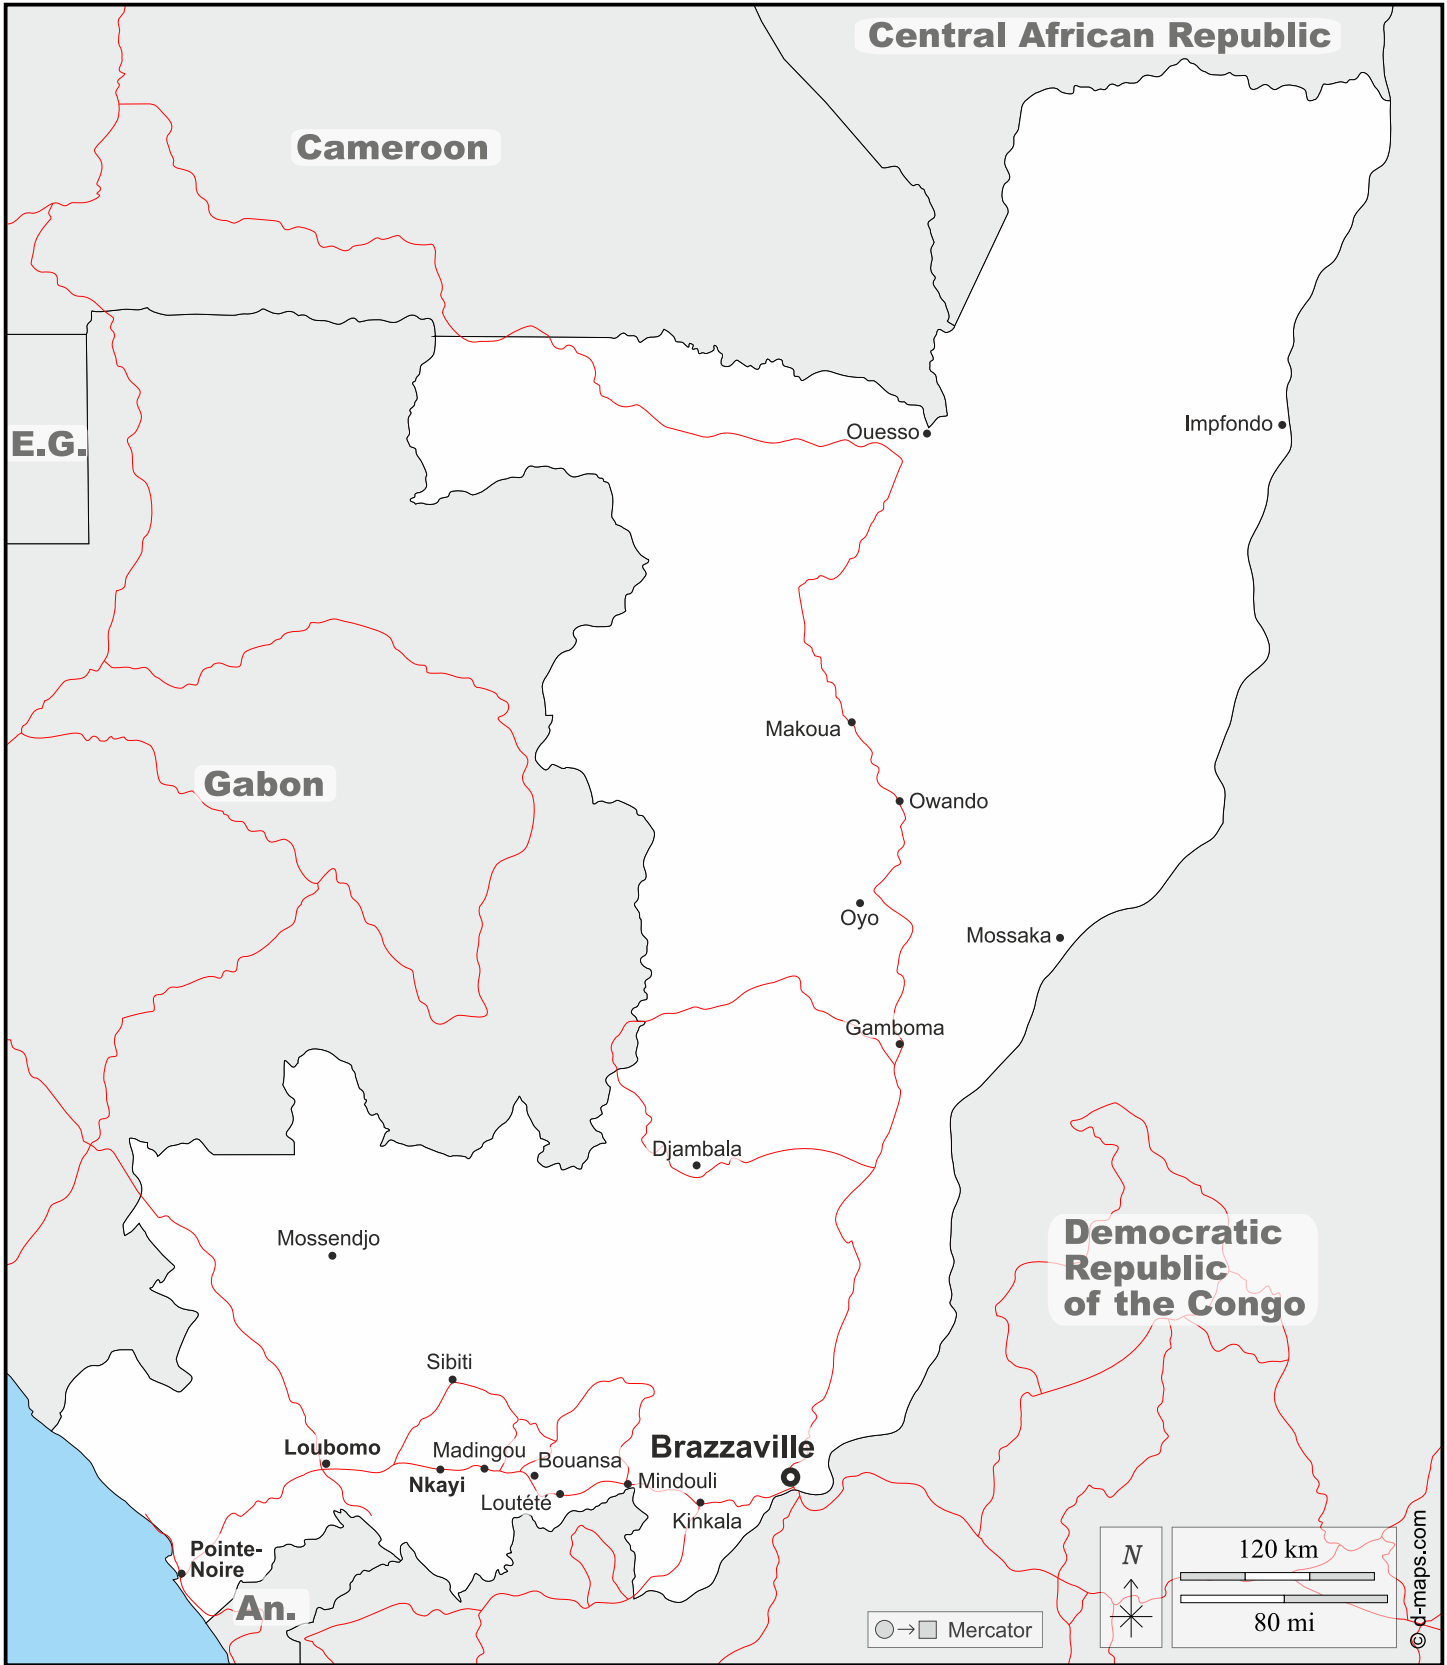 Central African Republic
Cameroon
E.G.
Ouesso
Impfondo
Makoua
Gabon
Owando
Oyo
Mossaka
Gamboma
Djambala
Mossendjo
Democratic
Republic
of the Congo
Sibiti
Loubomo
Madingou
Brazzaville
Bouansa
Nkayi
Mindouli
Loutété
Kinkala
Pointe-
Noire
An.
N
120 km
80 mi
Mercator
© d-maps.com